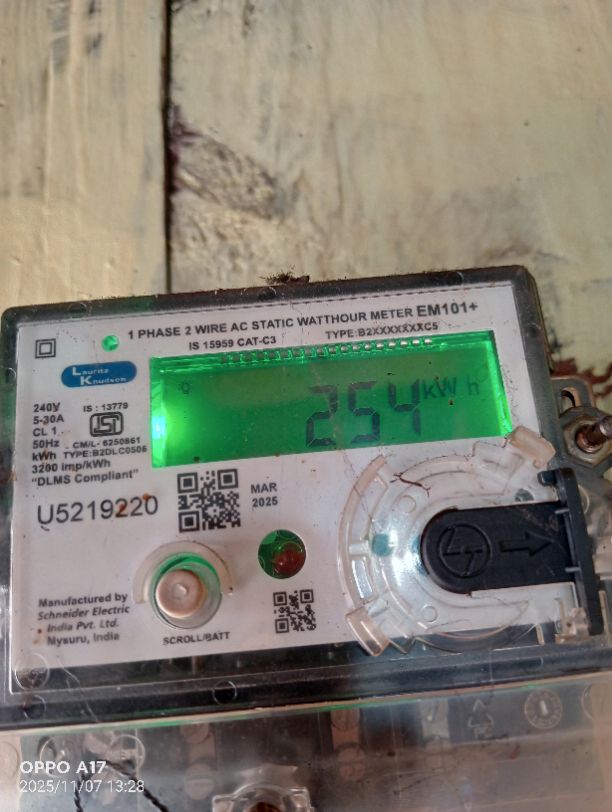 1 PHASE 2 WIRE AC STATIC WATTHOUR METER EM101+
IS 15959 CAT-C3 TYPE:B2XXXXXXXC5
Lauritz
Knudsen
240V
5-30A
CL 1
50Hz
kWh
3200 imp/kWh
"DLMS Compliant"
IS : 13779
ISI
CM/L- 6250861
TYPE:B2DLC0506
254 kWh
U5219220
MAR
2025
Manufactured by
Schneider Electric
India Pvt. Ltd.
Mysuru, India
SCROLL/BATT
OPPO A17
2025/11/07 13:28